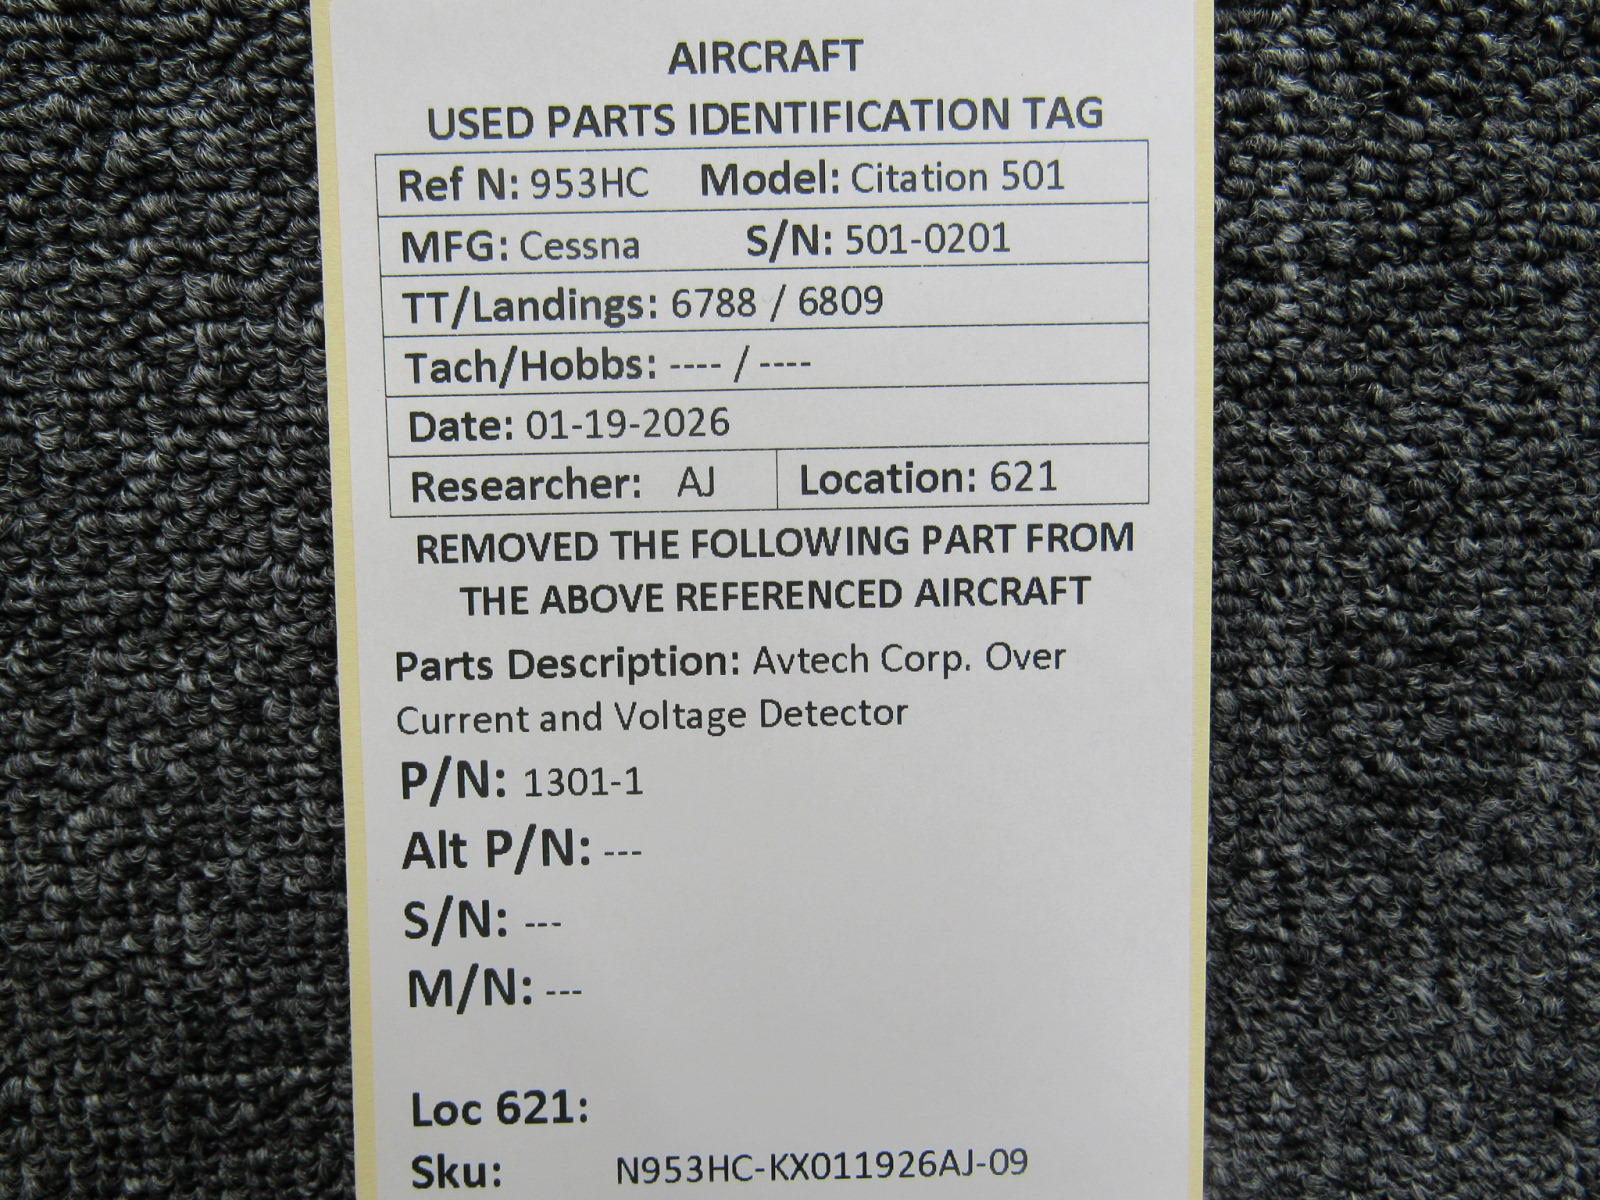 AIRCRAFT
USED PARTS IDENTIFICATION TAG
Ref N: 953HC Model: Citation 501
MFG: Cessna S/N: 501-0201
TT/Landings: 6788 / 6809
Tach/Hobbs: ---- / ----
Date: 01-19-2026
Researcher: AJ Location: 621
REMOVED THE FOLLOWING PART FROM
THE ABOVE REFERENCED AIRCRAFT
Parts Description: Avtech Corp. Over
Current and Voltage Detector
P/N: 1301-1
Alt P/N: ---
S/N: ---
M/N: ---
Loc 621:
Sku: N953HC-KX011926AJ-09